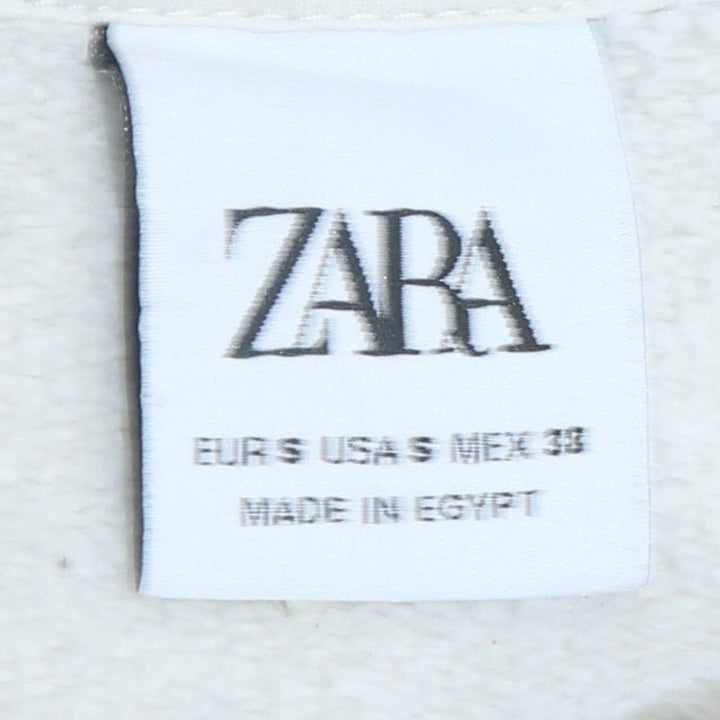 ZARA
EUR S USA S MEX 38
MADE IN EGYPT